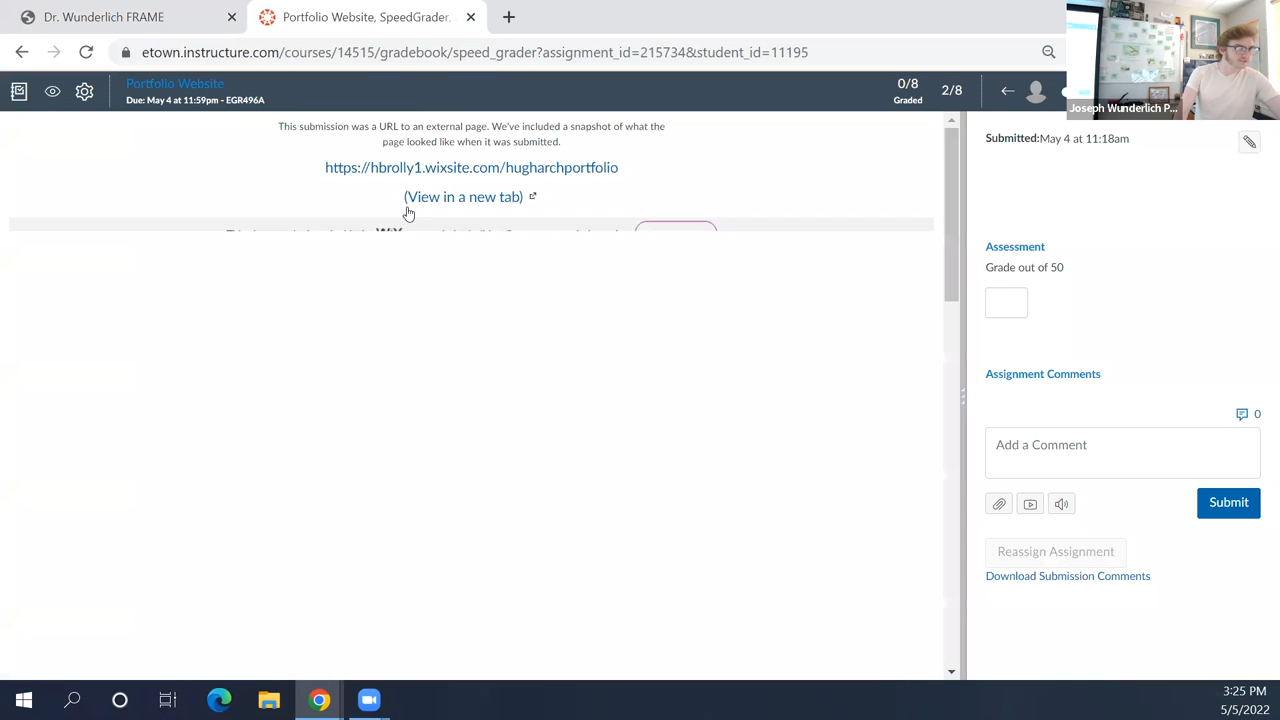 Dr. Wunderlich FRAME
Portfolio Website, SpeedGrader,
etown.instructure.com/courses/14515/gradebook/speed_grader?assignment_id=215734&student_id=11195
Joseph Wunderlich P...
Portfolio Website
Due: May 4 at 11:59pm - EGR496A
0/8
Graded
2/8
This submission was a URL to an external page. We've included a snapshot of what the
page looked like when it was submitted.
https://hbrolly1.wixsite.com/hugharchportfolio
(View in a new tab)
Submitted:May 4 at 11:18am
Assessment
Grade out of 50
Assignment Comments
0
Add a Comment
Submit
Reassign Assignment
Download Submission Comments
3:25 PM
5/5/2022